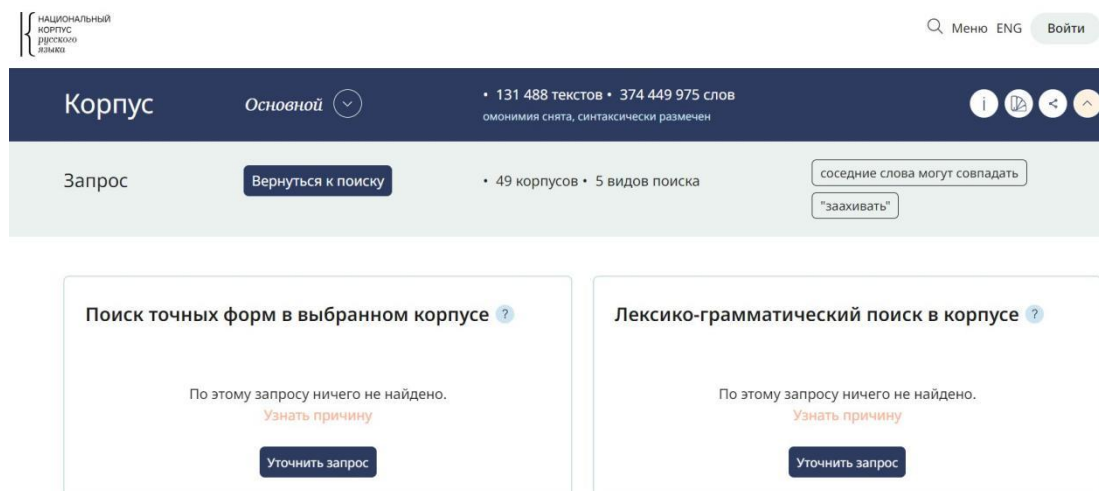 НАЦИОНАЛЬНЫЙ
КОРПУС
русского
языка
Меню ENG Войти
Корпус Основной • 131 488 текстов • 374 449 975 слов
омонимия снята, синтаксически размечен
i
Запрос Вернуться к поиску • 49 корпусов • 5 видов поиска соседние слова могут совпадать
"заахивать"
Поиск точных форм в выбранном корпусе ? Лексико-грамматический поиск в корпусе ?
По этому запросу ничего не найдено. По этому запросу ничего не найдено.
Узнать причину Узнать причину
Уточнить запрос Уточнить запрос